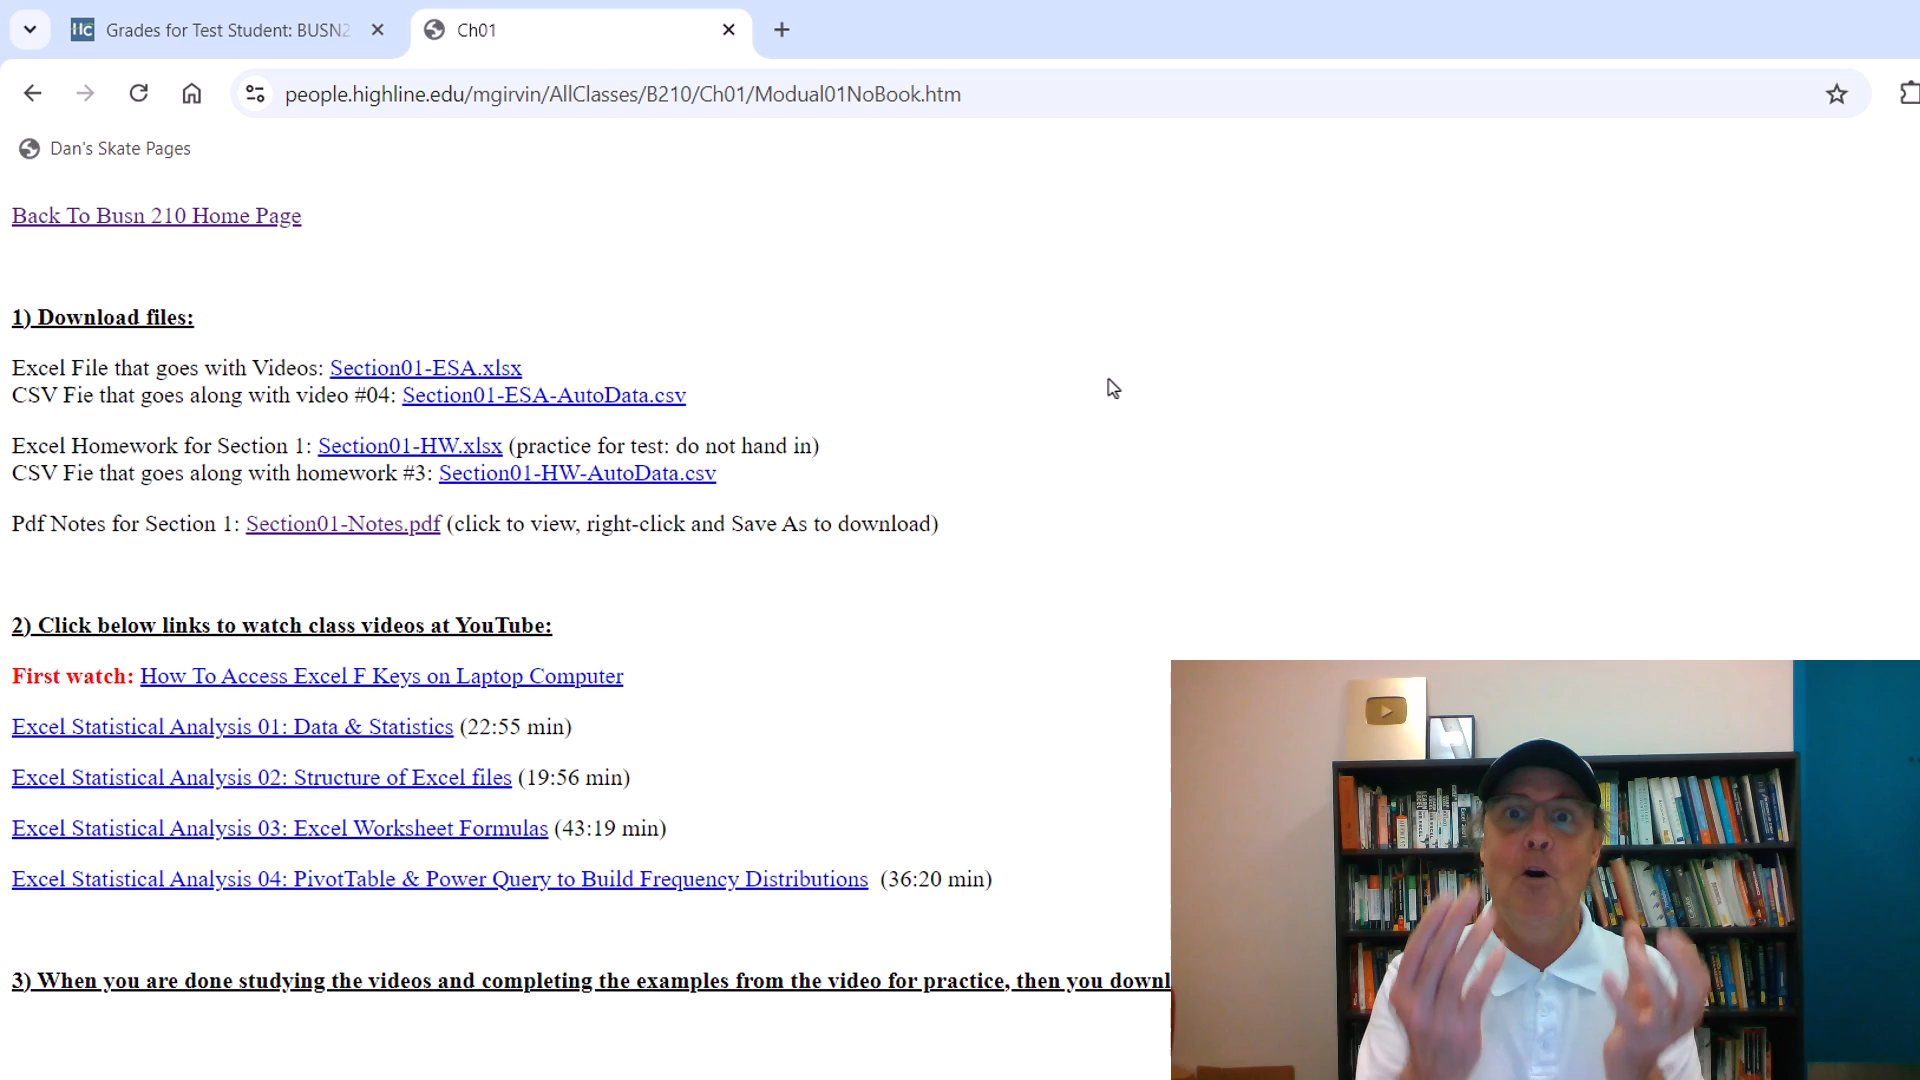 Grades for Test Student: BUSN2
Ch01
people.highline.edu/mgirvin/AllClasses/B210/Ch01/Modual01NoBook.htm
Dan's Skate Pages
Back To Busn 210 Home Page
1) Download files:
Excel File that goes with Videos: Section01-ESA.xlsx
CSV Fie that goes along with video #04: Section01-ESA-AutoData.csv
Excel Homework for Section 1: Section01-HW.xlsx (practice for test: do not hand in)
CSV Fie that goes along with homework #3: Section01-HW-AutoData.csv
Pdf Notes for Section 1: Section01-Notes.pdf (click to view, right-click and Save As to download)
2) Click below links to watch class videos at YouTube:
First watch: How To Access Excel F Keys on Laptop Computer
Excel Statistical Analysis 01: Data & Statistics (22:55 min)
Excel Statistical Analysis 02: Structure of Excel files (19:56 min)
Excel Statistical Analysis 03: Excel Worksheet Formulas (43:19 min)
Excel Statistical Analysis 04: PivotTable & Power Query to Build Frequency Distributions (36:20 min)
3) When you are done studying the videos and completing the examples from the video for practice, then you downl